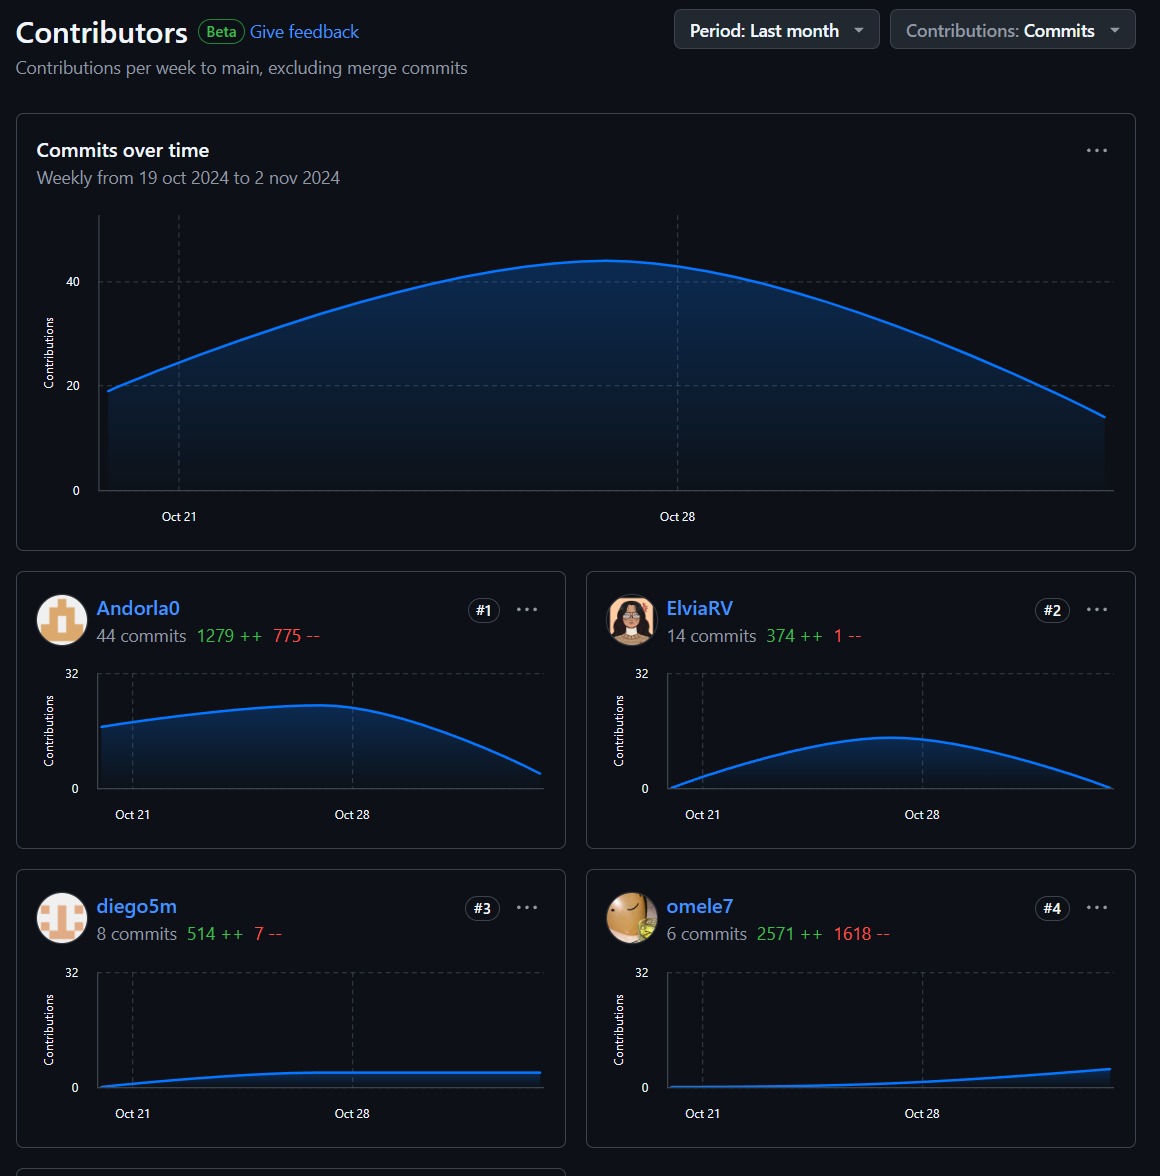 Contributors Beta Give feedback
Period: Last month
Contributions: Commits
Contributions per week to main, excluding merge commits
Commits over time
Weekly from 19 oct 2024 to 2 nov 2024
Contributions
40
20
0
Oct 21
Oct 28
Andorla0
#1
44 commits 1279 ++ 775 --
Contributions
32
0
Oct 21
Oct 28
ElviaRV
#2
14 commits 374 ++ 1 --
Contributions
32
0
Oct 21
Oct 28
diego5m
#3
8 commits 514 ++ 7 --
Contributions
32
0
Oct 21
Oct 28
omele7
#4
6 commits 2571 ++ 1618 --
Contributions
32
0
Oct 21
Oct 28